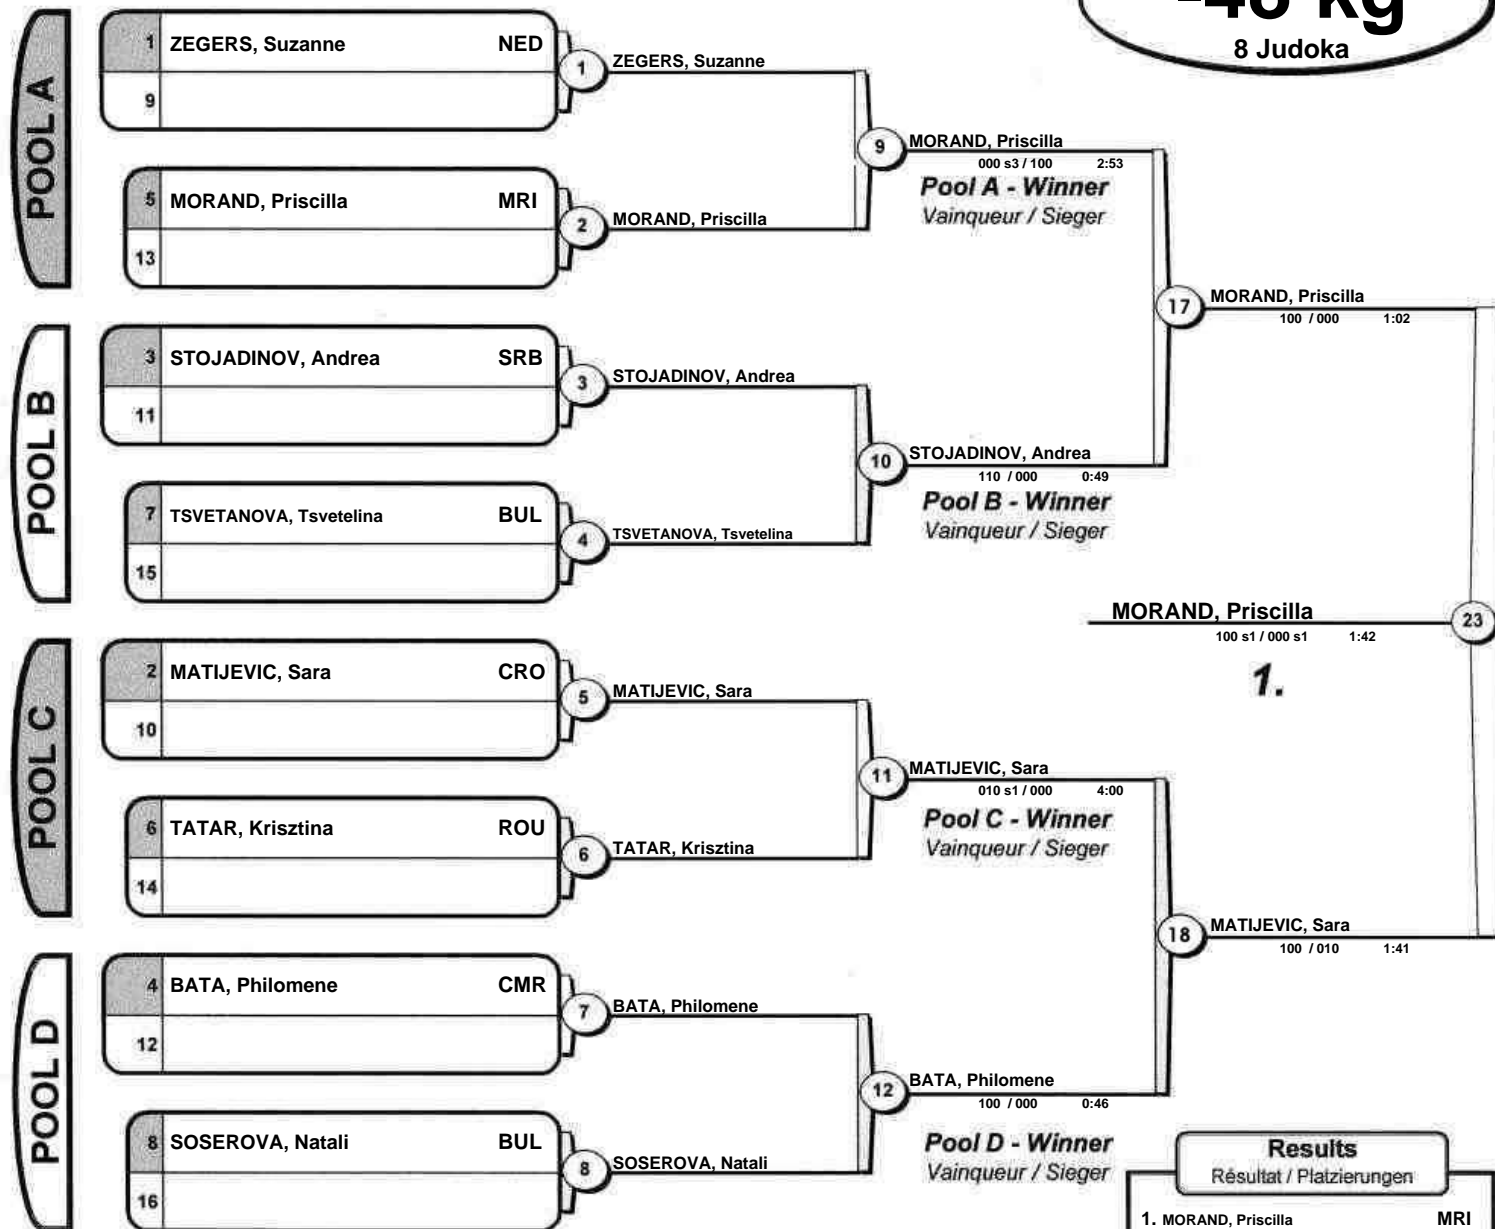 -48 kg
8 Judoka
POOL A
1 ZEGERS, Suzanne NED
9
1
ZEGERS, Suzanne
5 MORAND, Priscilla MRI
13
2
MORAND, Priscilla
9
MORAND, Priscilla
000 s3 / 100 2:53
Pool A - Winner
Vainqueur / Sieger
POOL B
3 STOJADINOV, Andrea SRB
11
3
STOJADINOV, Andrea
7 TSVETANOVA, Tsvetelina BUL
15
4
TSVETANOVA, Tsvetelina
10
STOJADINOV, Andrea
110 / 000 0:49
Pool B - Winner
Vainqueur / Sieger
17
MORAND, Priscilla
100 / 000 1:02
MORAND, Priscilla
100 s1 / 000 s1 1:42
23
1.
POOL C
2 MATIJEVIC, Sara CRO
10
5
MATIJEVIC, Sara
6 TATAR, Krisztina ROU
14
6
TATAR, Krisztina
11
MATIJEVIC, Sara
010 s1 / 000 4:00
Pool C - Winner
Vainqueur / Sieger
18
MATIJEVIC, Sara
100 / 010 1:41
POOL D
4 BATA, Philomene CMR
12
7
BATA, Philomene
8 SOSEROVA, Natali BUL
16
8
SOSEROVA, Natali
12
BATA, Philomene
100 / 000 0:46
Pool D - Winner
Vainqueur / Sieger
Results
Résultat / Platzierungen
1. MORAND, Priscilla MRI